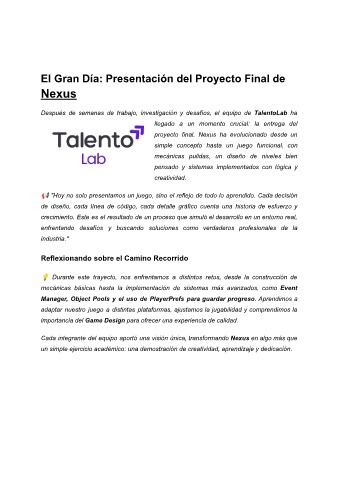 El Gran Día: Presentación del Proyecto Final de
Nexus
Después de semanas de trabajo, investigación y desafíos, el equipo de TalentoLab ha
llegado a un momento crucial: la entrega del
proyecto final. Nexus ha evolucionado desde un
simple concepto hasta un juego funcional, con
mecánicas pulidas, un diseño de niveles bien
pensado y sistemas implementados con lógica y
creatividad.
Talento
Lab
📢 "Hoy no solo presentamos un juego, sino el reflejo de todo lo aprendido. Cada decisión
de diseño, cada línea de código, cada detalle gráfico cuenta una historia de esfuerzo y
crecimiento. Este es el resultado de un proceso que simuló el desarrollo en un entorno real,
enfrentando desafíos y buscando soluciones como verdaderos profesionales de la
industria."
Reflexionando sobre el Camino Recorrido
💡 Durante este trayecto, nos enfrentamos a distintos retos, desde la construcción de
mecánicas básicas hasta la implementación de sistemas más avanzados, como Event
Manager, Object Pools y el uso de PlayerPrefs para guardar progreso. Aprendimos a
adaptar nuestro juego a distintas plataformas, ajustamos la jugabilidad y comprendimos la
importancia del Game Design para ofrecer una experiencia de calidad.
Cada integrante del equipo aportó una visión única, transformando Nexus en algo más que
un simple ejercicio académico: una demostración de creatividad, aprendizaje y dedicación.